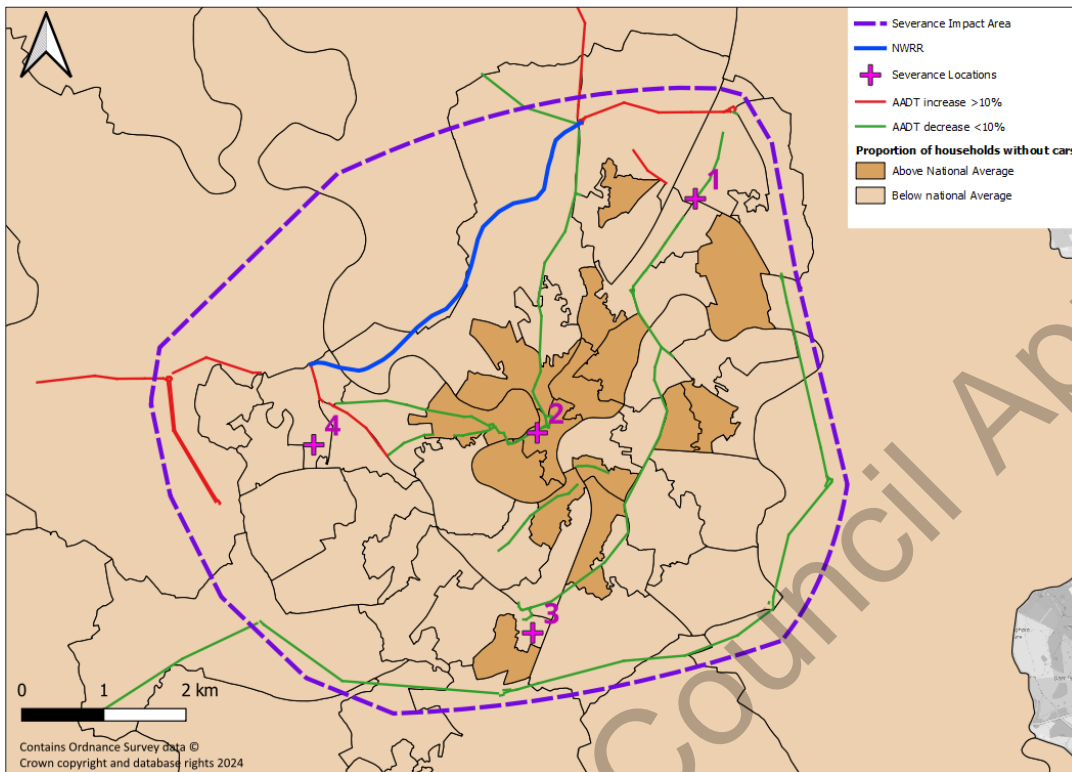 Severance Impact Area
NWRR
Severance Locations
AADT increase >10%
AADT decrease <10%
Proportion of households without cars
Above National Average
Below national Average
1
2
4
3
0 1 2 km
Contains Ordnance Survey data ©
Crown copyright and database rights 2024
Council